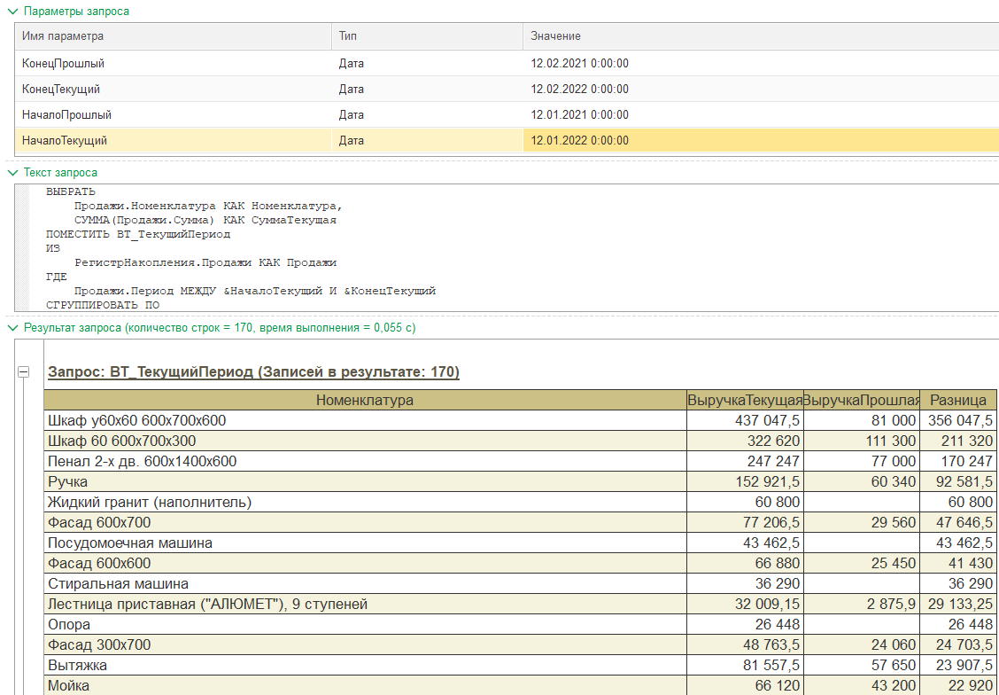 Параметры запроса
Имя параметра Тип Значение
КонецПрошлый Дата 12.02.2021 0:00:00
КонецТекущий Дата 12.02.2022 0:00:00
НачалоПрошлый Дата 12.01.2021 0:00:00
НачалоТекущий Дата 12.01.2022 0:00:00
Текст запроса
ВЫБРАТЬ
Продажи.Номенклатура КАК Номенклатура,
СУММА(Продажи.Сумма) КАК СуммаТекущая
ПОМЕСТИТЬ ВТ_ТекущийПериод
ИЗ
РегистрНакопления.Продажи КАК Продажи
ГДЕ
Продажи.Период МЕЖДУ &НачалоТекущий И &КонецТекущий
СГРУППИРОВАТЬ ПО
Результат запроса (количество строк = 170, время выполнения = 0,055 с)
Запрос: ВТ_ТекущийПериод (Записей в результате: 170)
Номенклатура ВыручкаТекущая ВыручкаПрошлая Разница
Шкаф у60х60 600х700х600 437 047,5 81 000 356 047,5
Шкаф 60 600х700х300 322 620 111 300 211 320
Пенал 2-х дв. 600х1400х600 247 247 77 000 170 247
Ручка 152 921,5 60 340 92 581,5
Жидкий гранит (наполнитель) 60 800 60 800
Фасад 600х700 77 206,5 29 560 47 646,5
Посудомоечная машина 43 462,5 43 462,5
Фасад 600х600 66 880 25 450 41 430
Стиральная машина 36 290 36 290
Лестница приставная ("АЛЮМЕТ"), 9 ступеней 32 009,15 2 875,9 29 133,25
Опора 26 448 26 448
Фасад 300х700 48 763,5 24 060 24 703,5
Вытяжка 81 557,5 57 650 23 907,5
Мойка 66 120 43 200 22 920